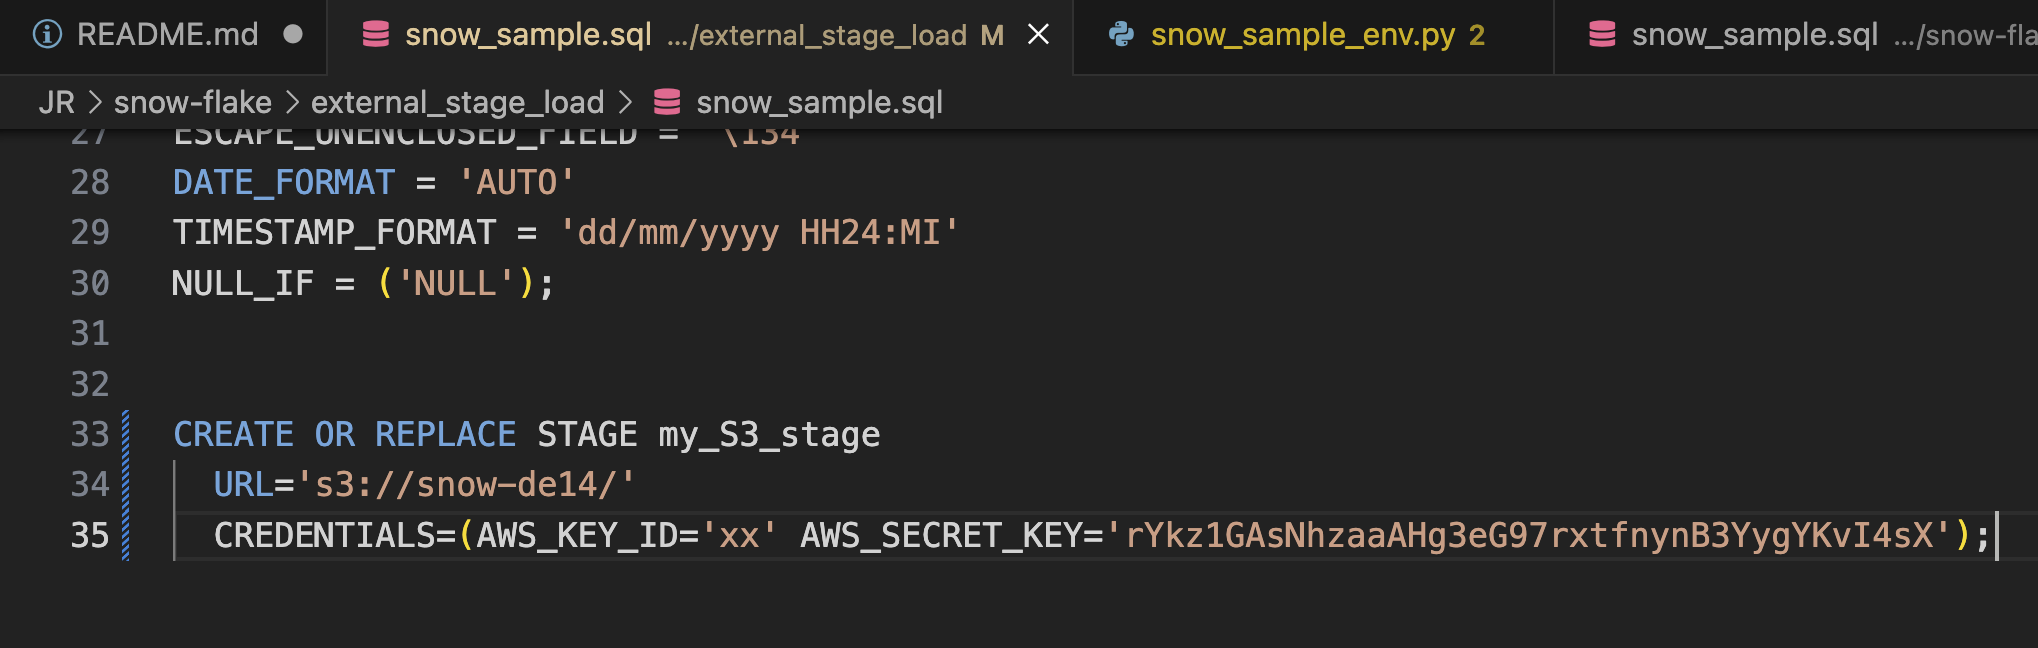 README.md
snow_sample.sql .../external_stage_load M
snow_sample_env.py 2
snow_sample.sql .../snow-fla
JR > snow-flake > external_stage_load > snow_sample.sql
27 ESCAPE_UNENCLOSED_FIELD = '\134'
28 DATE_FORMAT = 'AUTO'
29 TIMESTAMP_FORMAT = 'dd/mm/yyyy HH24:MI'
30 NULL_IF = ('NULL');
31
32
33 CREATE OR REPLACE STAGE my_S3_stage
34 URL='s3://snow-de14/'
35 CREDENTIALS=(AWS_KEY_ID='xx' AWS_SECRET_KEY='rYkz1GAsNhzaaAHg3eG97rxtfnynB3YygYKvI4sX');